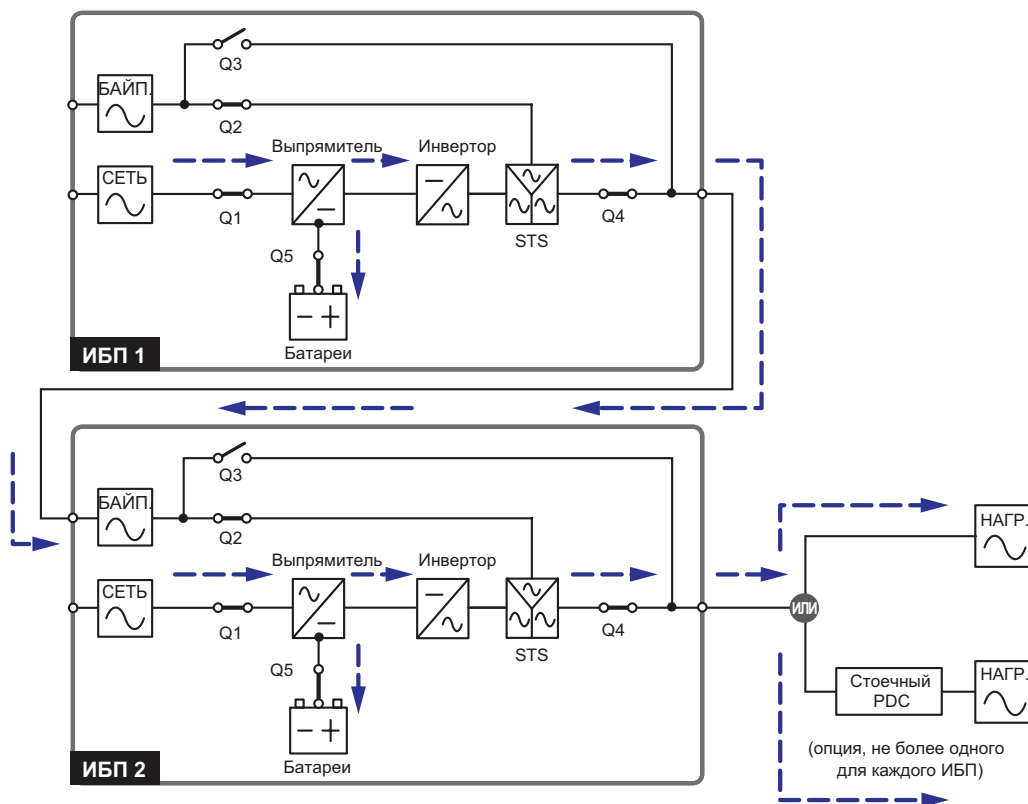 Q3
БАЙП.
Q2
Выпрямитель
Инвертор
СЕТЬ
Q1
Q4
STS
Q5
Батареи
ИБП 1
Q3
БАЙП.
Q2
Выпрямитель
Инвертор
СЕТЬ
Q1
Q4
STS
Q5
Батареи
ИБП 2
НАГР.
ИЛИ
НАГР.
Стоечный
PDC
(опция, не более одного
для каждого ИБП)